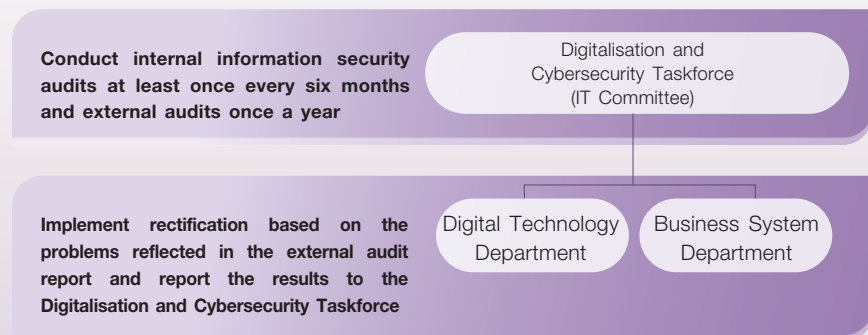 Conduct internal information security
audits at least once every six months
and external audits once a year
Digitalisation and
Cybersecurity Taskforce
(IT Committee)
Implement rectification based on the
problems reflected in the external audit
report and report the results to the
Digitalisation and Cybersecurity Taskforce
Digital Technology
Department
Business System
Department